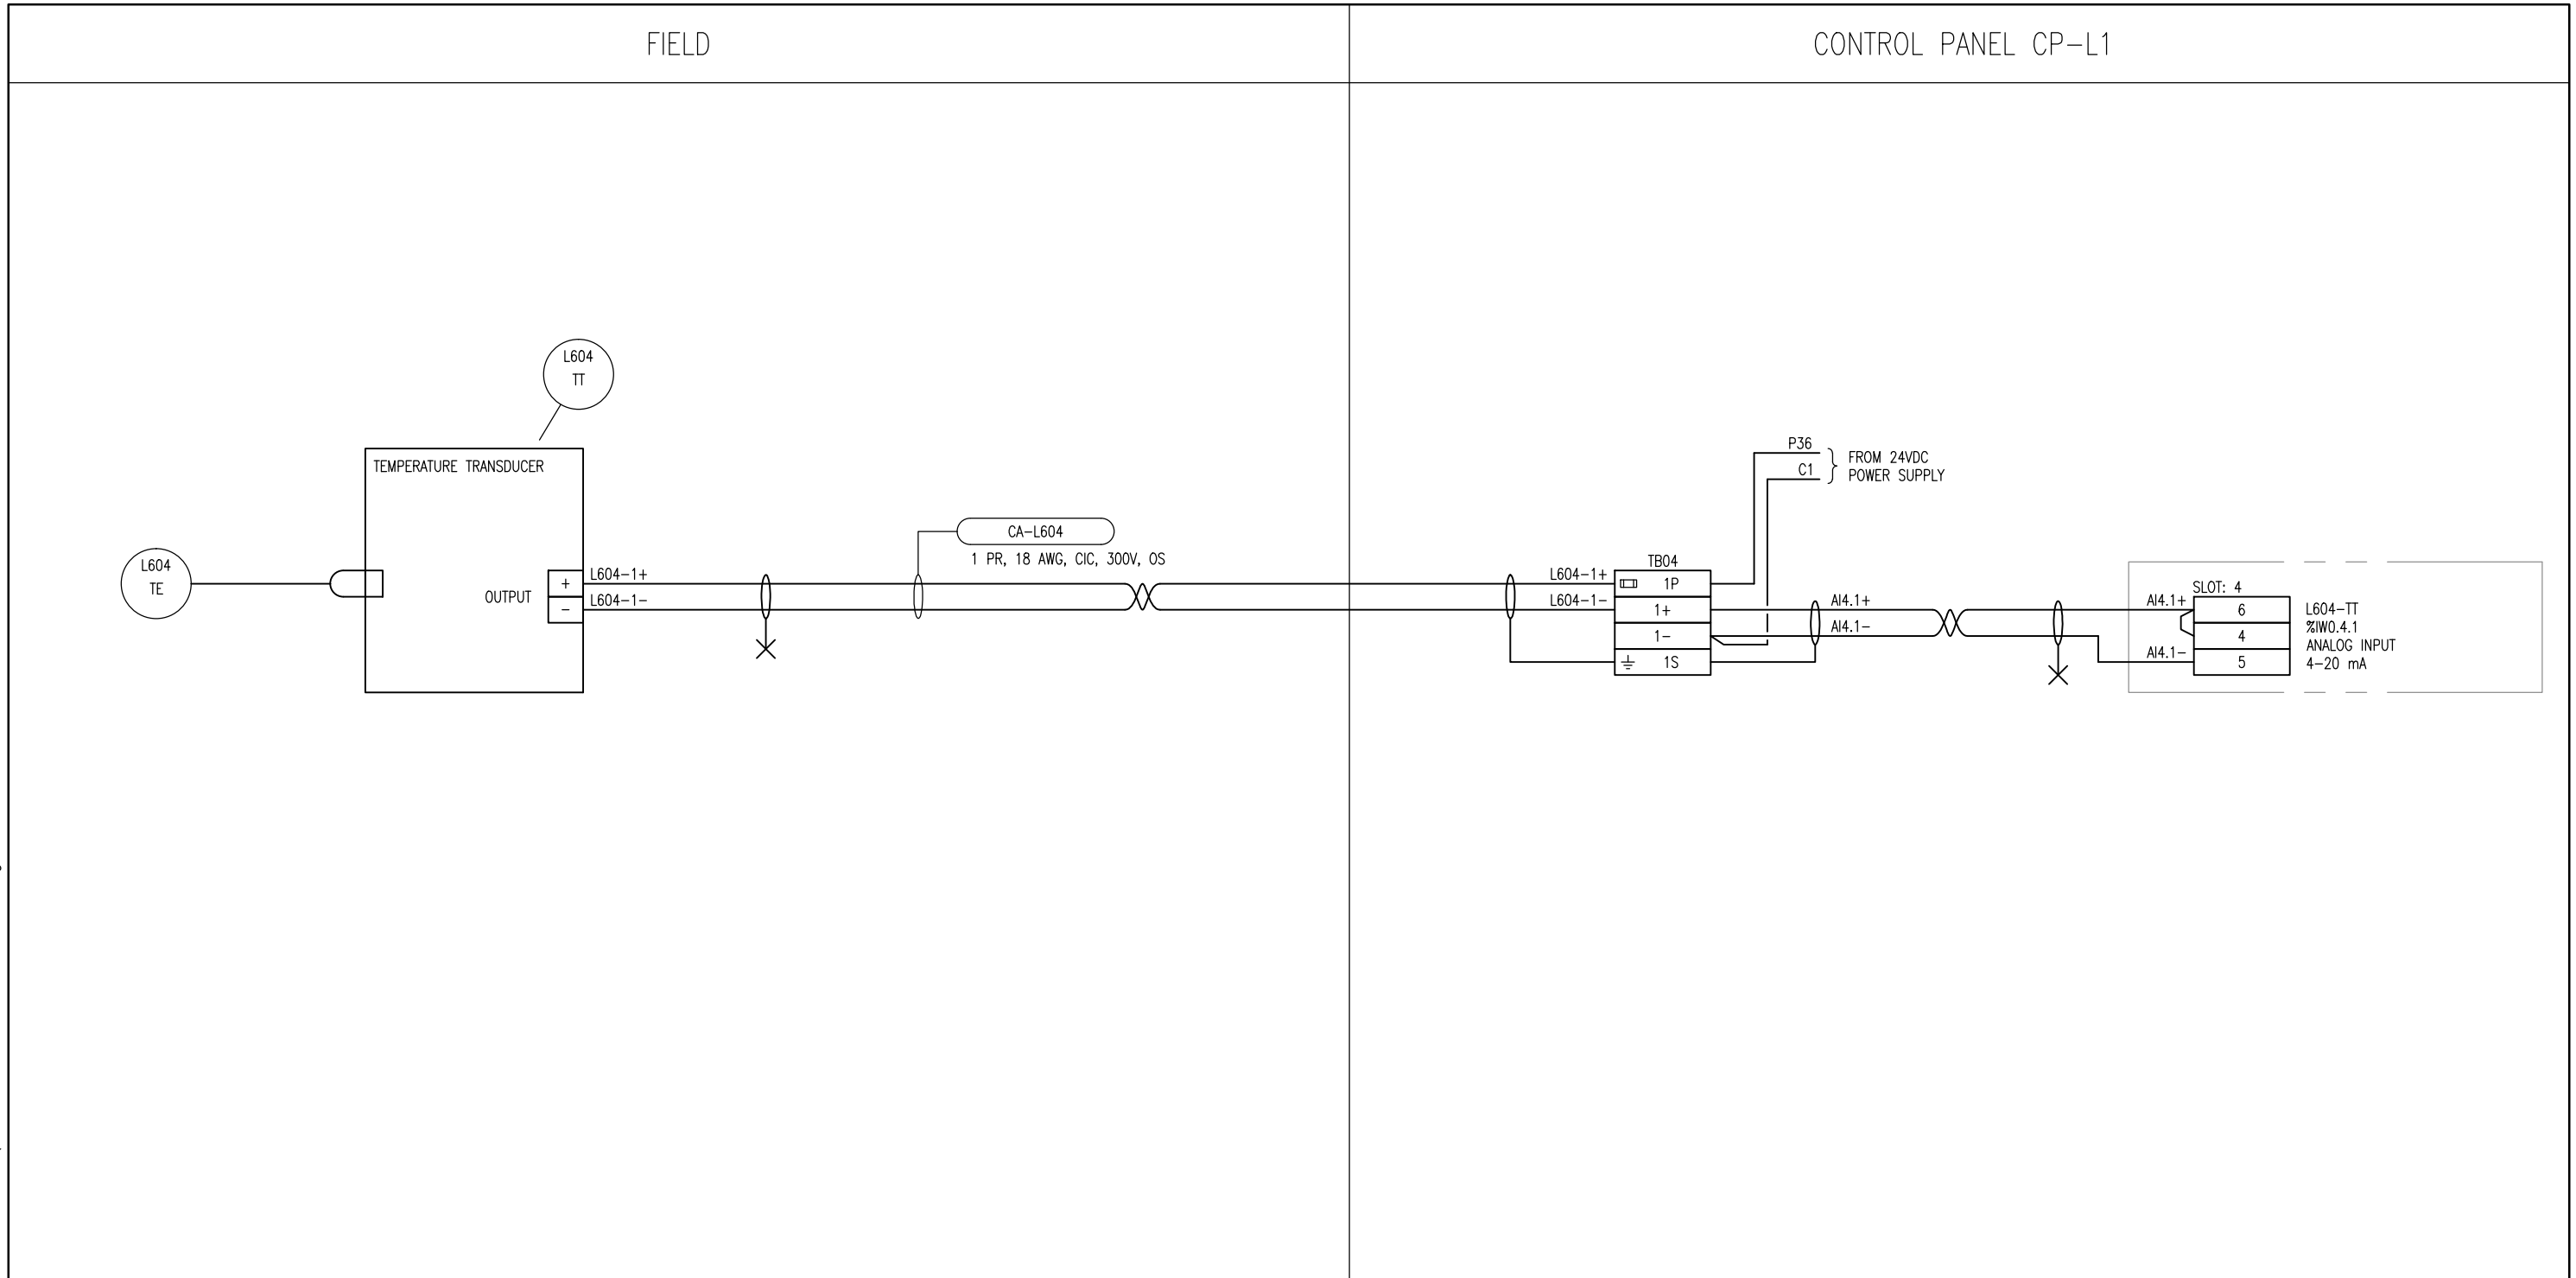 FIELD
CONTROL PANEL CP-L1
L604
TT
TEMPERATURE TRANSDUCER
L604
TE
OUTPUT
+
-
L604-1+
L604-1-
CA-L604
1 PR, 18 AWG, CIC, 300V, OS
P36
C1
FROM 24VDC
POWER SUPPLY
TB04
L604-1+
L604-1-
1P
1+
1-
1S
AI4.1+
AI4.1-
SLOT: 4
AI4.1+
AI4.1-
6
4
5
L604-TT
%IW0.4.1
ANALOG INPUT
4-20 mA